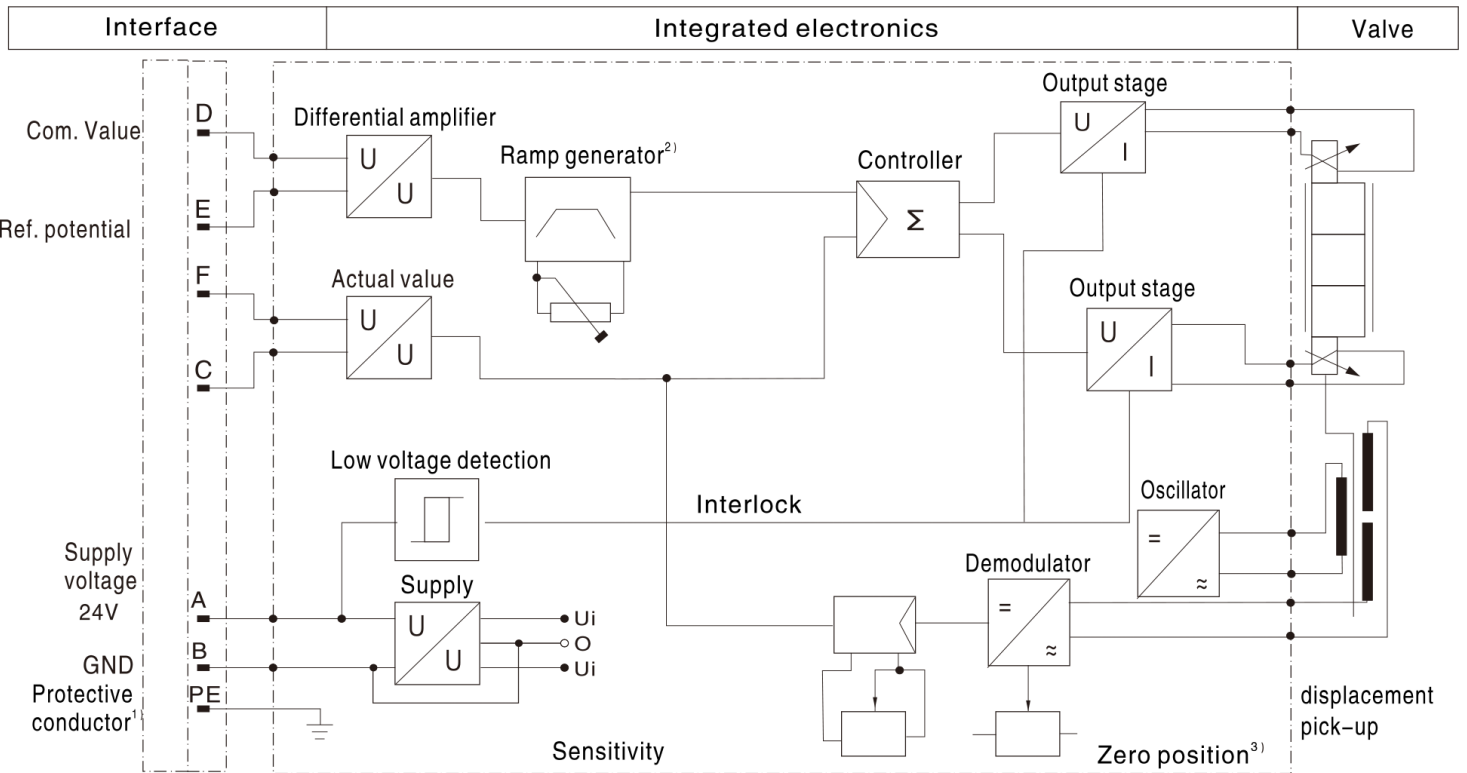 Interface
Integrated electronics
Valve
Output stage
D
Differential amplifier
U
I
Com. Value
Ramp generator²⁾
Controller
U
U
Σ
E
Ref. potential
F
Actual value
Output stage
U
U
U
I
C
Low voltage detection
Interlock
Oscillator
=
≈
Supply
voltage
24V
A
Supply
Demodulator
U
U
Ui
O
Ui
=
≈
B
GND
Protective
conductor¹⁾
PE
displacement
pick-up
Sensitivity
Zero position³⁾